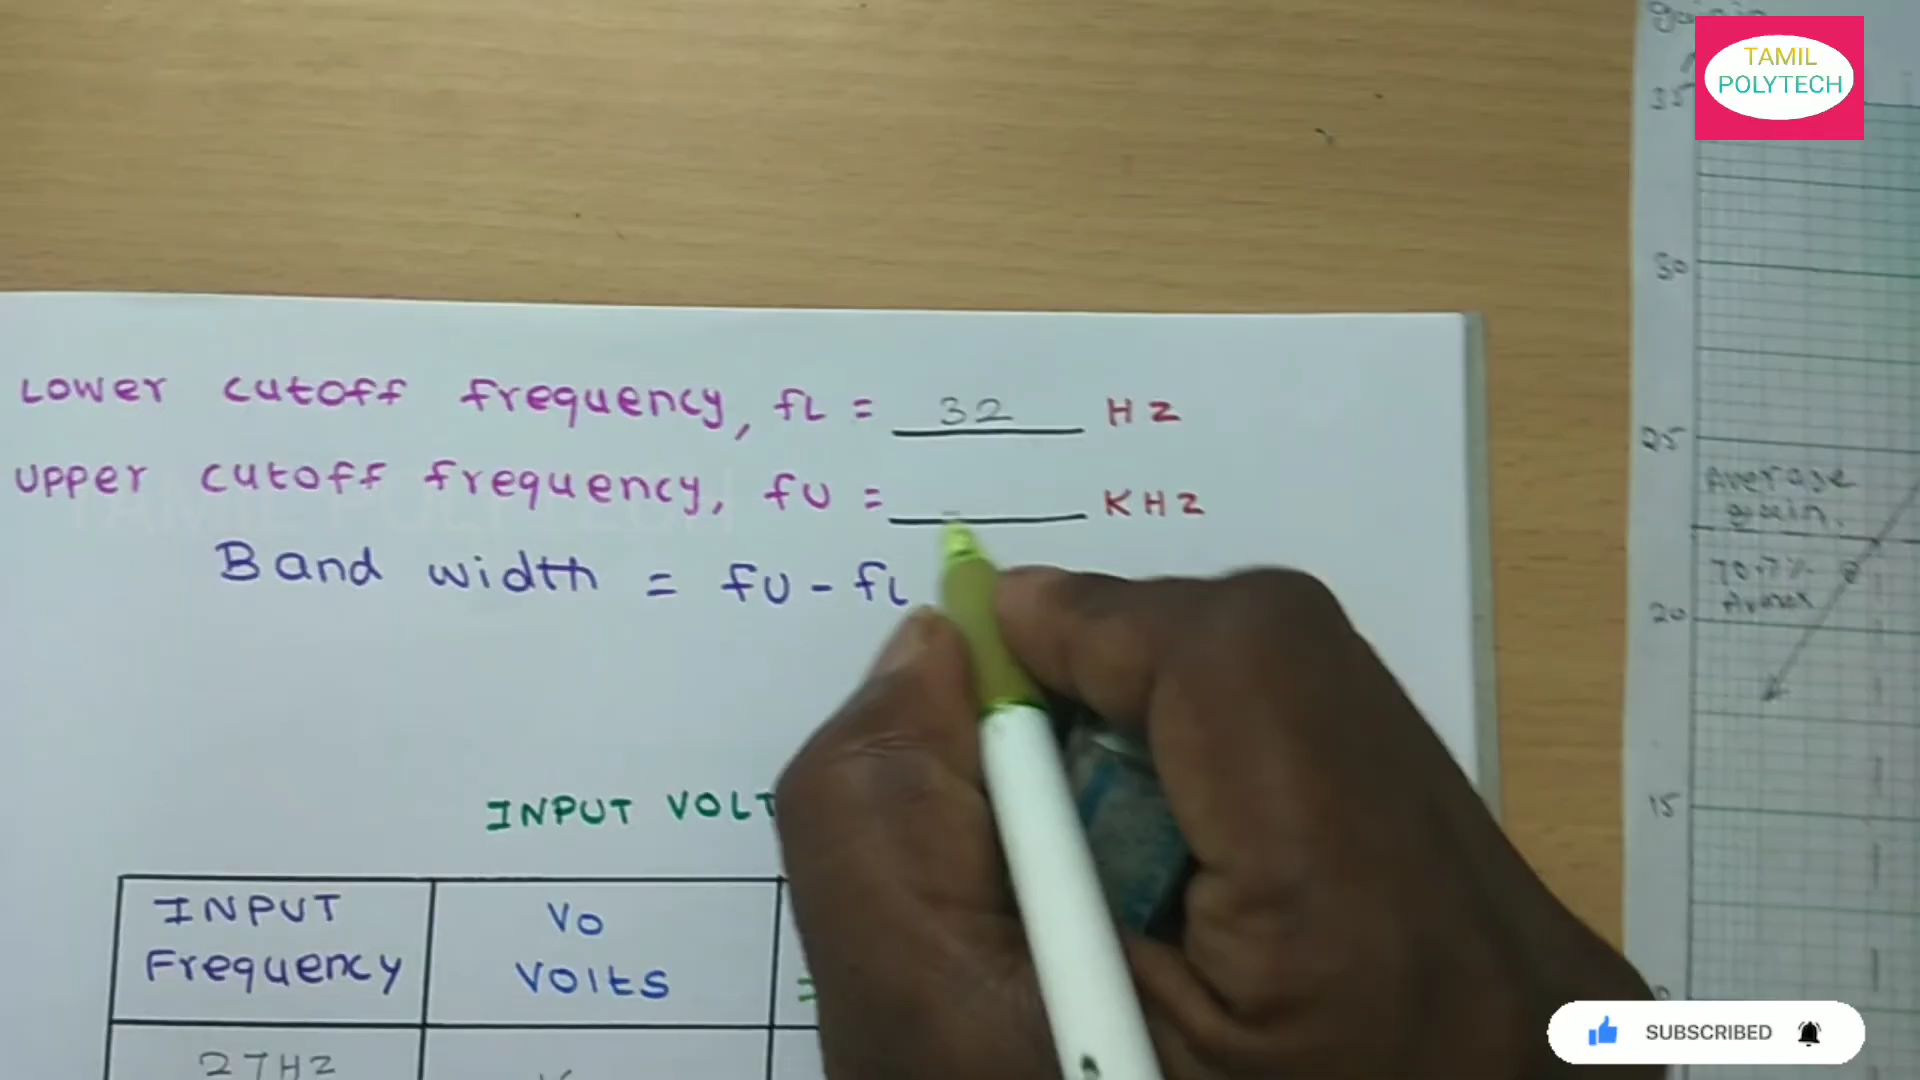 TAMIL
POLYTECH
Lower cutoff frequency, fL = 32 HZ
Upper cutoff frequency, fU = KHZ
Band width = fU - fL
INPUT VOLT
INPUT
Frequency
Vo
Volts
=
27HZ
35
30
25
Average
gain.
70.7%
20
15
SUBSCRIBED